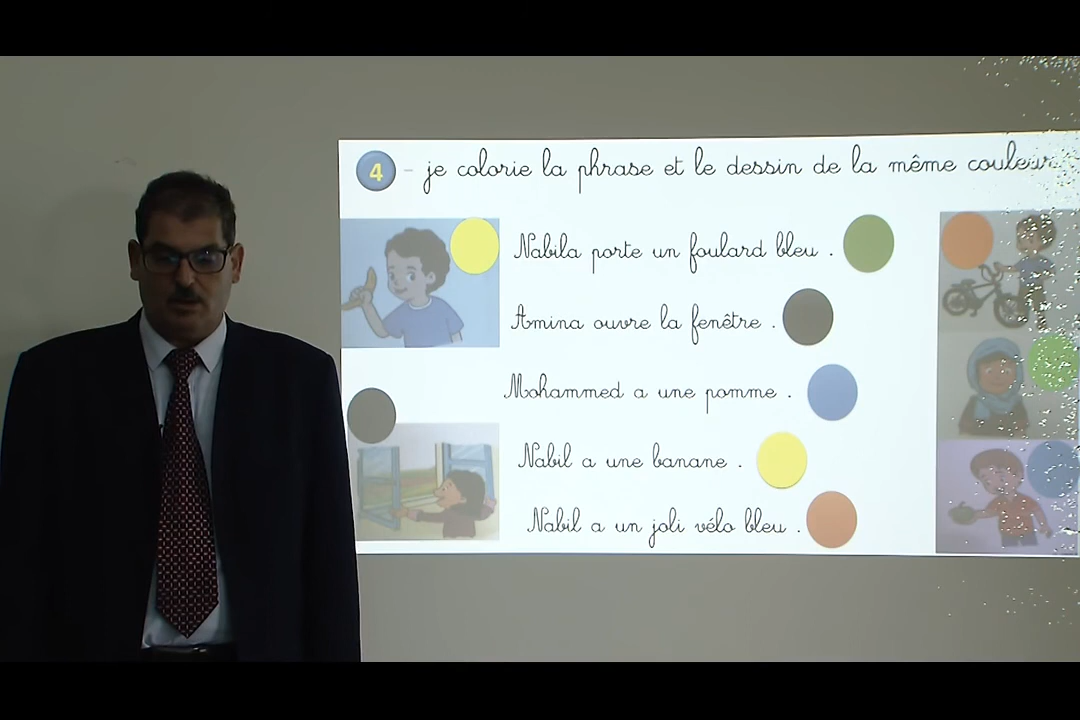 4 - je colorie la phrase et le dessin de la même couleur.
Nabila porte un foulard bleu .
Amina ouvre la fenêtre .
Mohammed a une pomme .
Nabil a une banane .
Nabil a un joli vélo bleu .